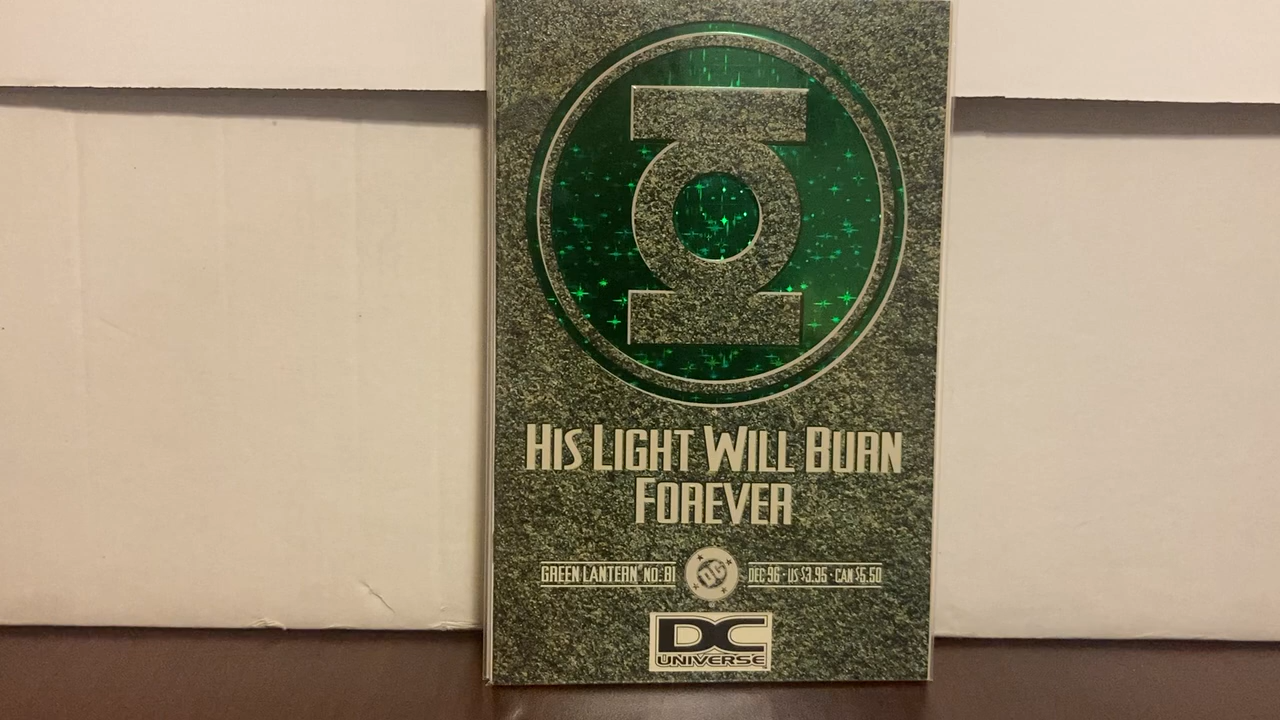 HIS LIGHT WILL BURN
FOREVER
GREEN LANTERN NO. 81 DC DEC 96 · US $3.95 · CAN $5.50
DC
UNIVERSE